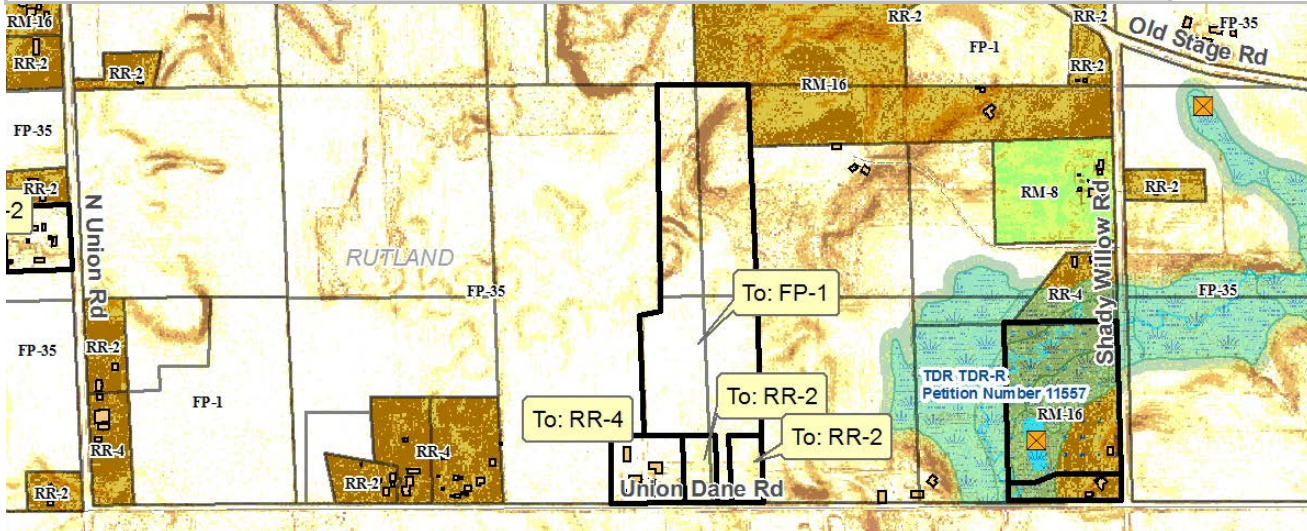 RM-16
RR-2
RR-2
FP-35
Old Stage Rd
RR-2
FP-1
RR-2
RR-2
RM-16
FP-35
RR-2
RM-8
RR-2
-2
N Union Rd
RUTLAND
Shady Willow Rd
To: FP-1
FP-35
RR-4
FP-35
FP-35
RR-2
TDR TDR-R
Petition Number 11557
To: RR-2
FP-1
To: RR-4
RM-16
To: RR-2
RR-4
RR-4
RR-2
RR-2
Union Dane Rd